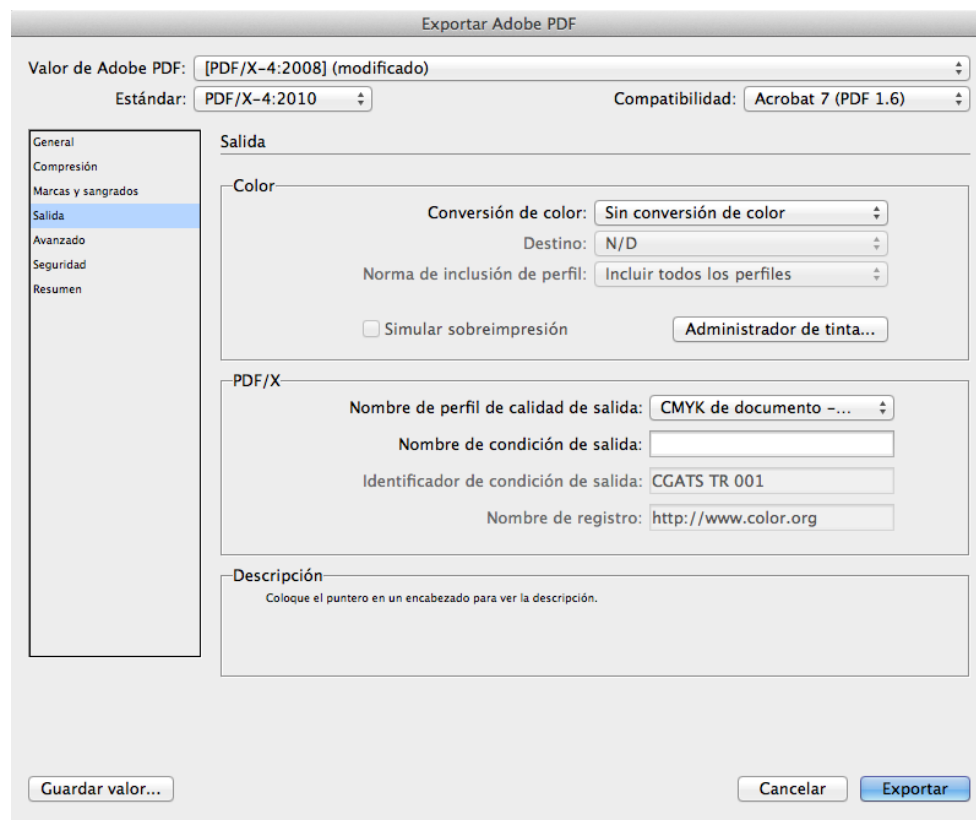 Exportar Adobe PDF
Valor de Adobe PDF: [PDF/X-4:2008] (modificado)
Estándar: PDF/X-4:2010 Compatibilidad: Acrobat 7 (PDF 1.6)
General
Compresión
Marcas y sangrados
Salida
Avanzado
Seguridad
Resumen
Salida
Color
Conversión de color: Sin conversión de color
Destino: N/D
Norma de inclusión de perfil: Incluir todos los perfiles
Simular sobreimpresión Administrador de tinta...
PDF/X
Nombre de perfil de calidad de salida: CMYK de documento -...
Nombre de condición de salida:
Identificador de condición de salida: CGATS TR 001
Nombre de registro: http://www.color.org
Descripción
Coloque el puntero en un encabezado para ver la descripción.
Guardar valor... Cancelar Exportar